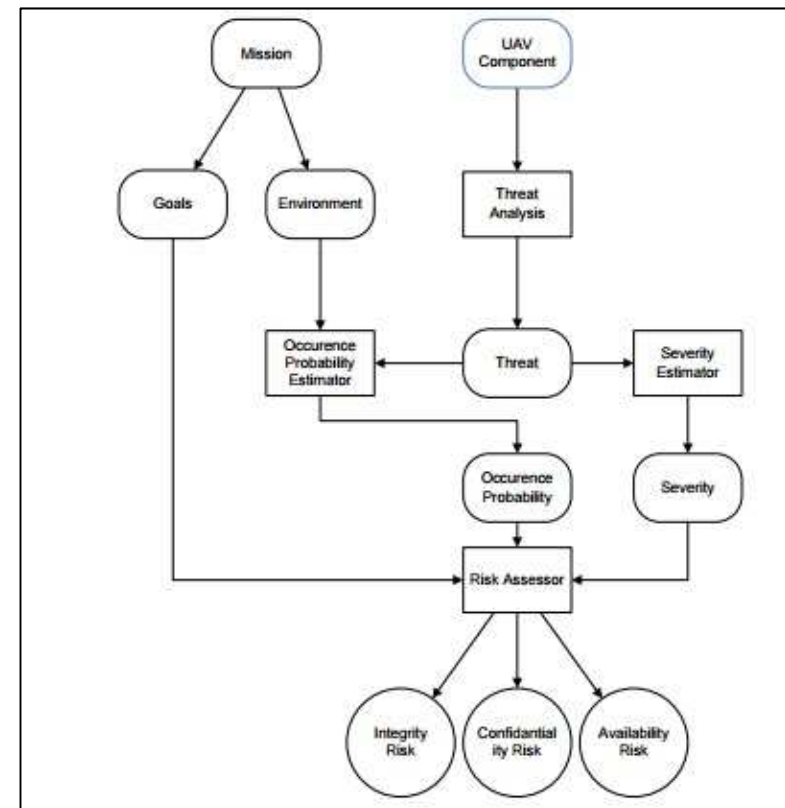 Mission
UAV
Component
Goals
Environment
Threat
Analysis
Occurence
Probability
Estimator
Threat
Severity
Estimator
Occurence
Probability
Severity
Risk Assessor
Integrity
Risk
Confidantial
ity Risk
Availability
Risk